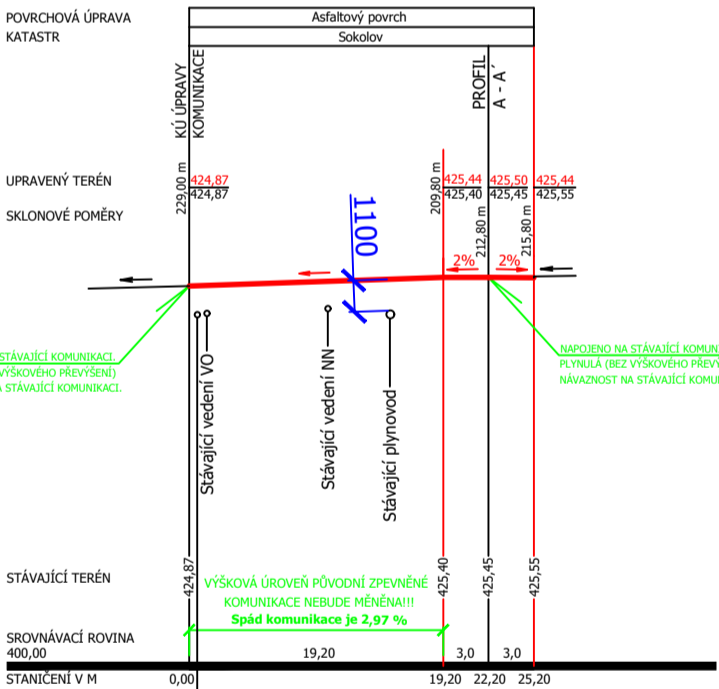 POVRCHOVÁ ÚPRAVA
Asfaltový povrch
KATASTR
Sokolov
KÚ ÚPRAVY
KOMUNIKACE
PROFIL
A - A´
UPRAVENÝ TERÉN
229,00 m
424,87
424,87
209,80 m
425,44
425,40
212,80 m
425,50
425,45
215,80 m
425,44
425,55
SKLONOVÉ POMĚRY
1100
2%
2%
STÁVAJÍCÍ KOMUNIKACI.
VÝŠKOVÉHO PŘEVÝŠENÍ)
STÁVAJÍCÍ KOMUNIKACI.
NAPOJENO NA STÁVAJÍCÍ KOMUN
PLYNULÁ (BEZ VÝŠKOVÉHO PŘEVÝ
NÁVAZNOST NA STÁVAJÍCÍ KOMU
Stávající vedení VO
Stávající vedení NN
Stávající plynovod
STÁVAJÍCÍ TERÉN
424,87
425,40
425,45
425,55
VÝŠKOVÁ ÚROVEŇ PŮVODNÍ ZPEVNĚNÉ
KOMUNIKACE NEBUDE MĚNĚNA!!!
Spád komunikace je 2,97 %
SROVNÁVACÍ ROVINA
400,00
19,20
3,0
3,0
STANIČENÍ V M
0,00
19,20
22,20
25,20